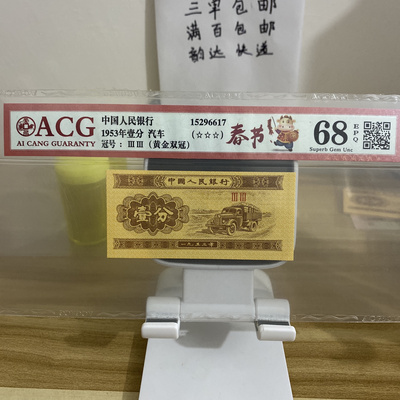 三 包邮
满百包邮
韵达快递
ACG
AI CANG GUARANTY
中国人民银行
1953年壹分 汽车
冠号：ⅢⅢ（黄金双冠）
15296617
(☆☆☆)
春节
68
EPQ
Superb Gem Unc
中国人民银行
III III
壹分
一九五三年